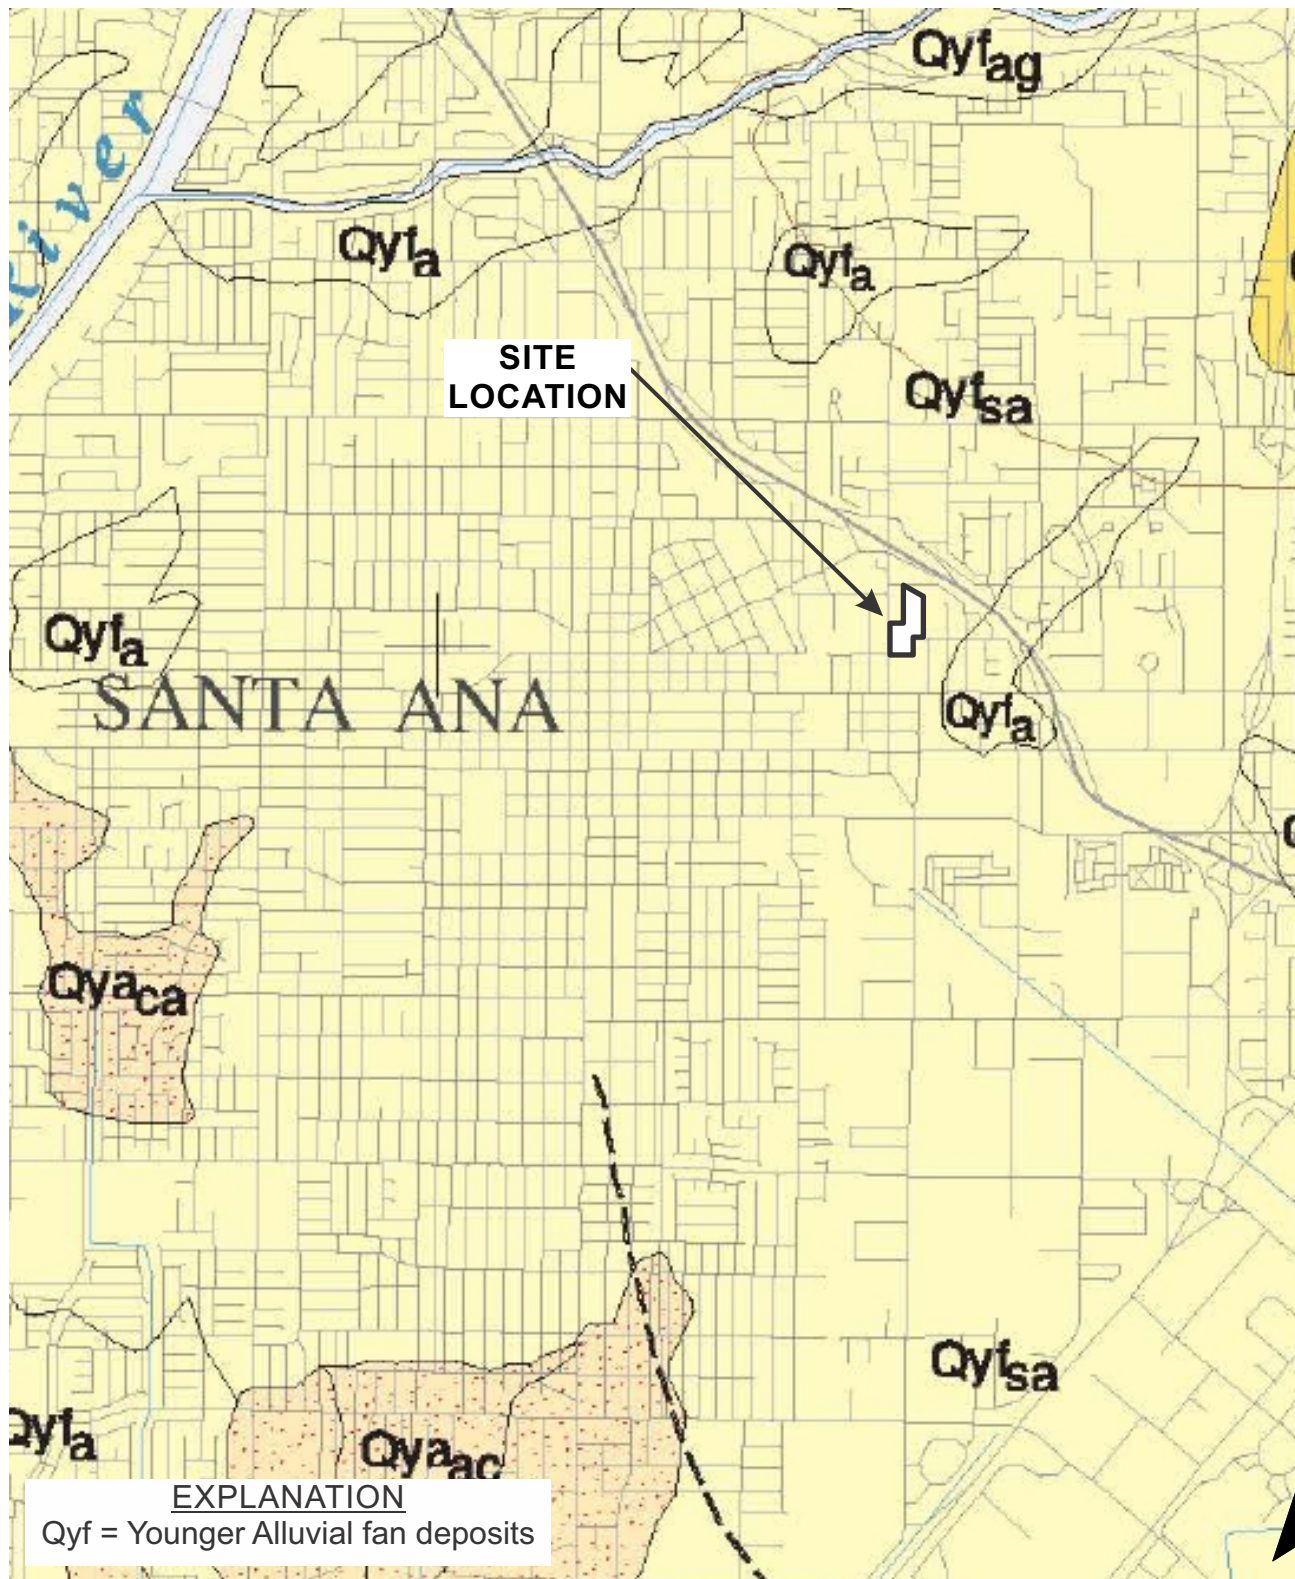 Qyfag
River
Qyfa
Qyfa
SITE
LOCATION
Qyfsa
Qyfa
SANTA ANA
Qyfa
Qyaca
Qyfsa
Qyfa
Qyaac
EXPLANATION
Qyf = Younger Alluvial fan deposits